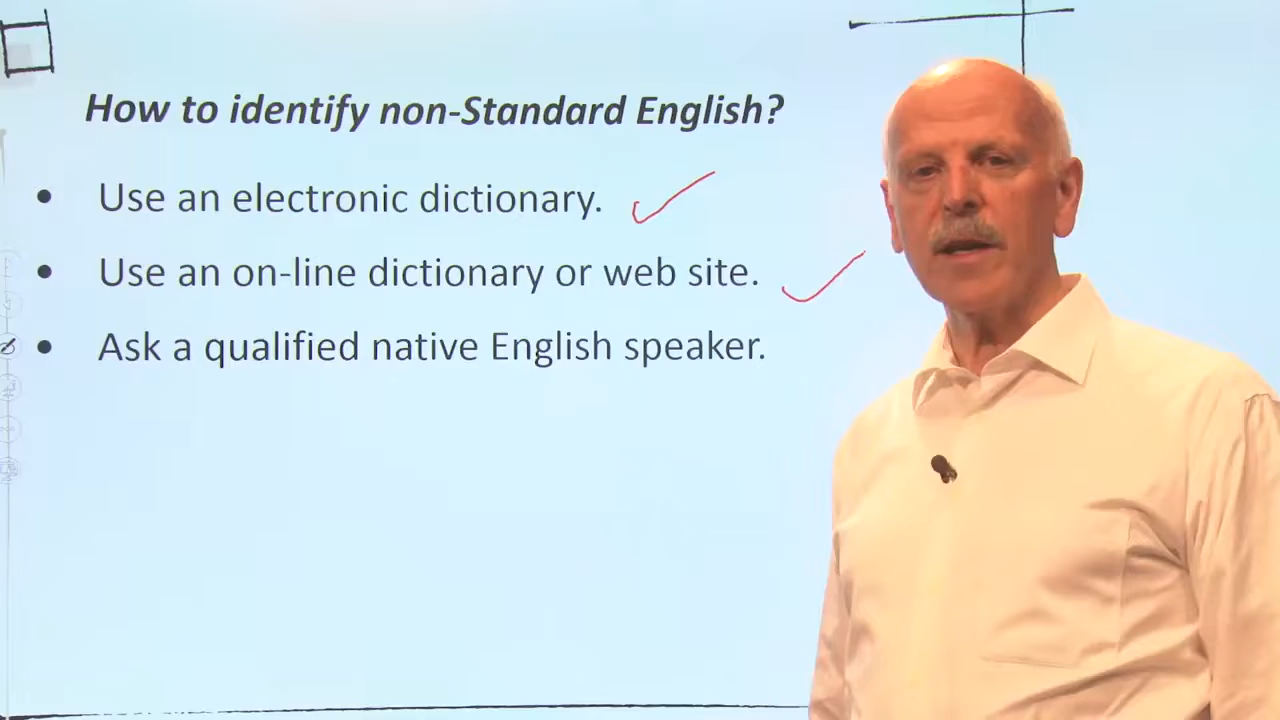 How to identify non-Standard English?
• Use an electronic dictionary.
• Use an on-line dictionary or web site.
• Ask a qualified native English speaker.